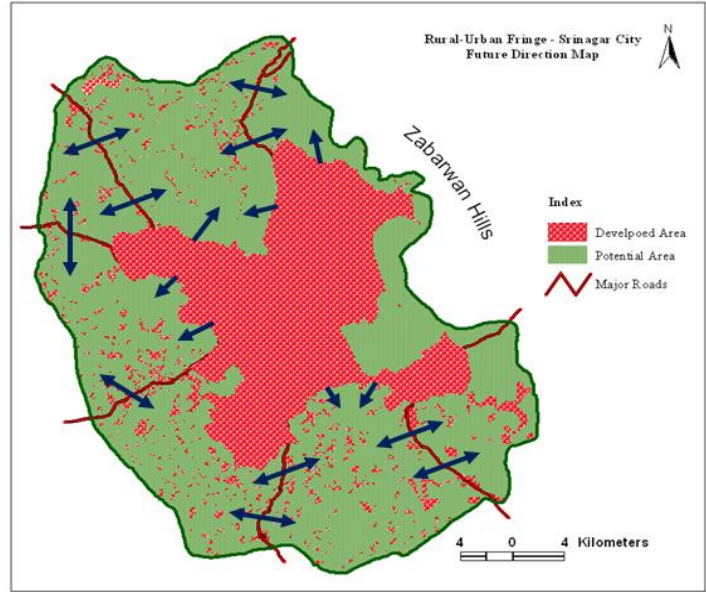 Rural-Urban Fringe - Srinagar City
Future Direction Map
N
Zabarwan Hills
Index
Develpoed Area
Potential Area
Major Roads
4 0 4 Kilometers